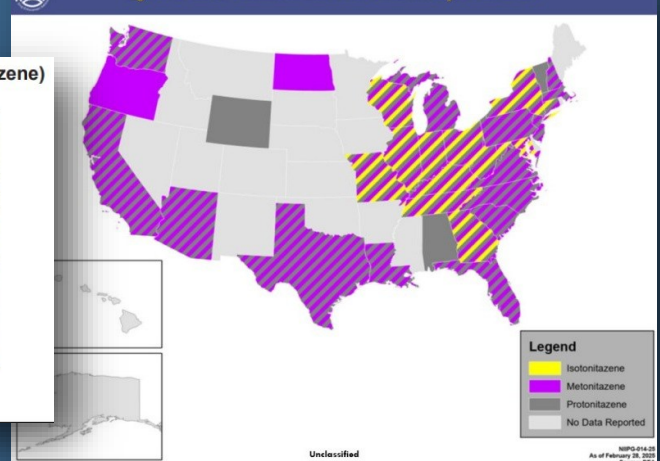 zene)
Legend
Isotonitazene
Metonitazene
Protonitazene
No Data Reported
Unclassified
NIIPG-014-25
As of February 28, 2025